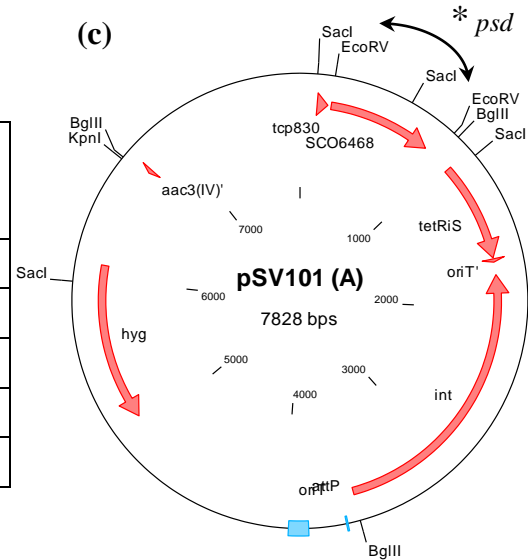 (c)
* psd
SacI
EcoRV
SacI
EcoRV
BglII
SacI
BglII
KpnI
tcp830
SCO6468
aac3(IV)'
tetRiS
oriT'
7000
1000
SacI
pSV101 (A)
6000
2000
7828 bps
hyg
5000
3000
4000
int
oriT
attP
BglII